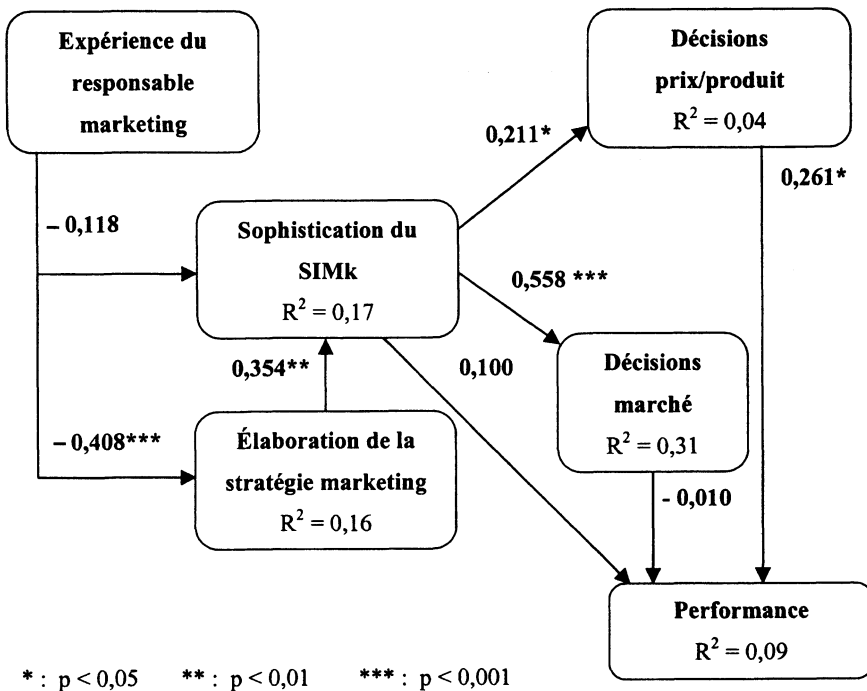 Expérience du
responsable
marketing
Décisions
prix/produit
R² = 0,04
0,211*
0,261*
– 0,118
Sophistication du
SIMk
R² = 0,17
0,558 ***
0,354**
0,100
Décisions
marché
R² = 0,31
– 0,408***
Élaboration de la
stratégie marketing
R² = 0,16
- 0,010
Performance
R² = 0,09
* : p < 0,05 ** : p < 0,01 *** : p < 0,001